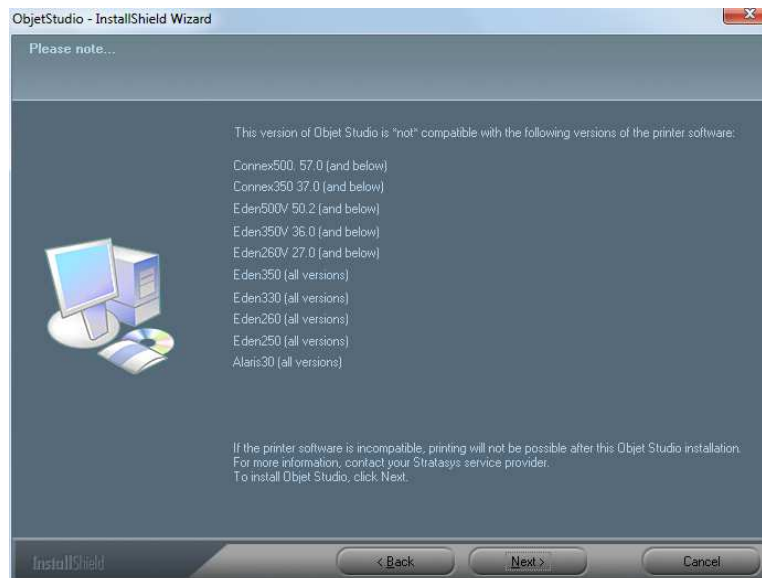 ObjetStudio - InstallShield Wizard
Please note...
This version of Objet Studio is *not* compatible with the following versions of the printer software:
Connex500. 57.0 (and below)
Connex350 37.0 (and below)
Eden500V 50.2 (and below)
Eden350V 36.0 (and below)
Eden260V 27.0 (and below)
Eden350 (all versions)
Eden330 (all versions)
Eden260 (all versions)
Eden250 (all versions)
Alaris30 (all versions)
If the printer software is incompatible, printing will not be possible after this Objet Studio installation.
For more information, contact your Stratasys service provider.
To install Objet Studio, click Next.
InstallShield
< Back
Next >
Cancel